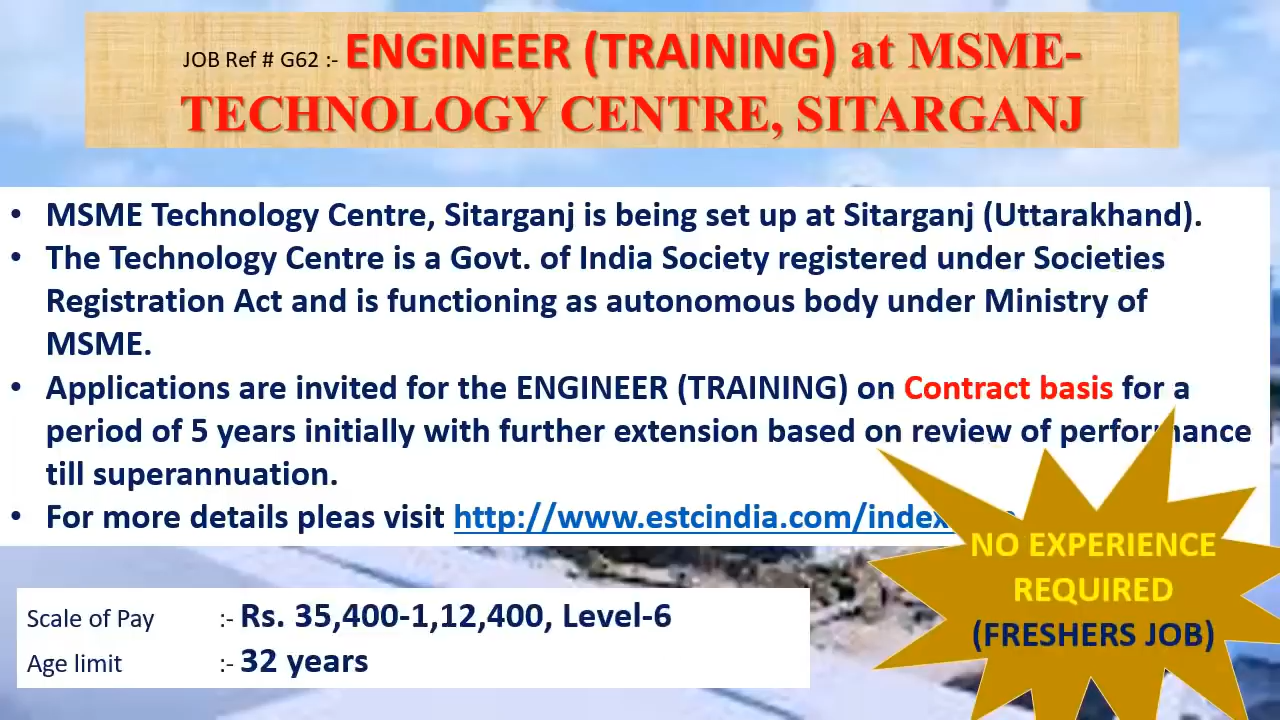 JOB Ref # G62 :- ENGINEER (TRAINING) at MSME-
TECHNOLOGY CENTRE, SITARGANJ
• MSME Technology Centre, Sitarganj is being set up at Sitarganj (Uttarakhand).
• The Technology Centre is a Govt. of India Society registered under Societies
Registration Act and is functioning as autonomous body under Ministry of
MSME.
• Applications are invited for the ENGINEER (TRAINING) on Contract basis for a
period of 5 years initially with further extension based on review of performance
till superannuation.
• For more details pleas visit http://www.estcindia.com/index
NO EXPERIENCE
REQUIRED
(FRESHERS JOB)
Scale of Pay :- Rs. 35,400-1,12,400, Level-6
Age limit :- 32 years